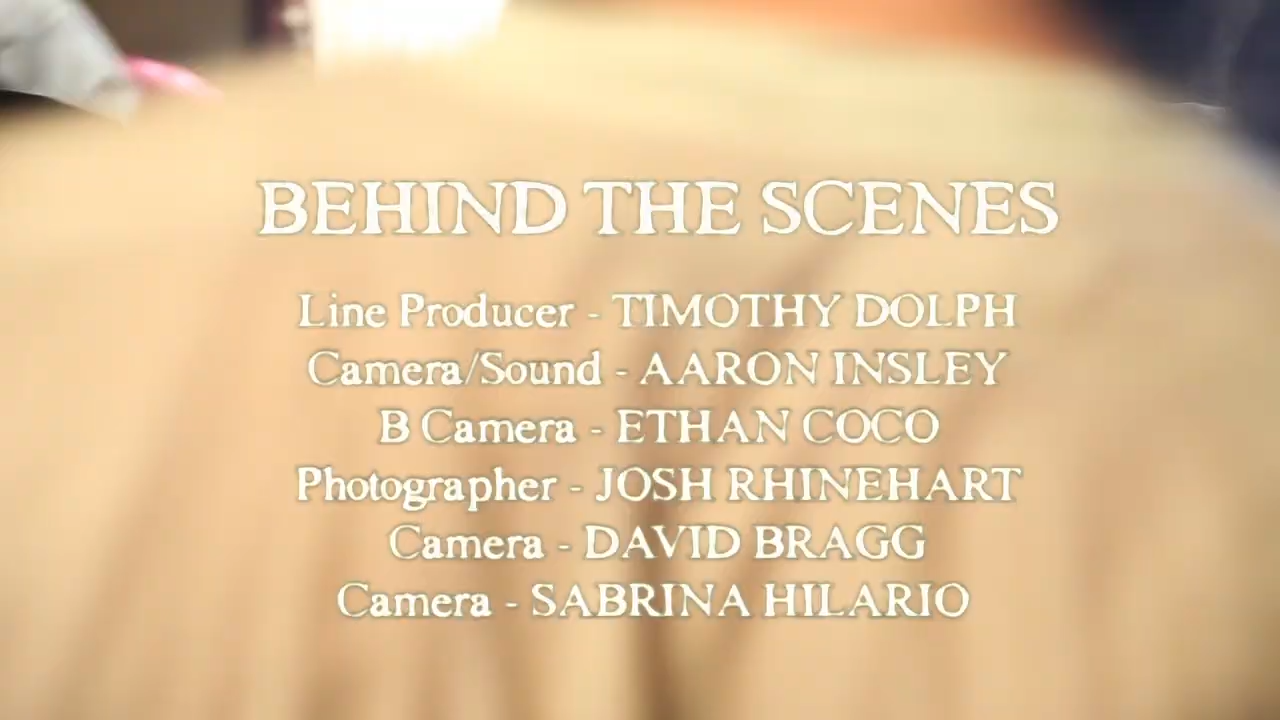 BEHIND THE SCENES
Line Producer - TIMOTHY DOLPH
Camera/Sound - AARON INSLEY
B Camera - ETHAN COCO
Photographer - JOSH RHINEHART
Camera - DAVID BRAGG
Camera - SABRINA HILARIO